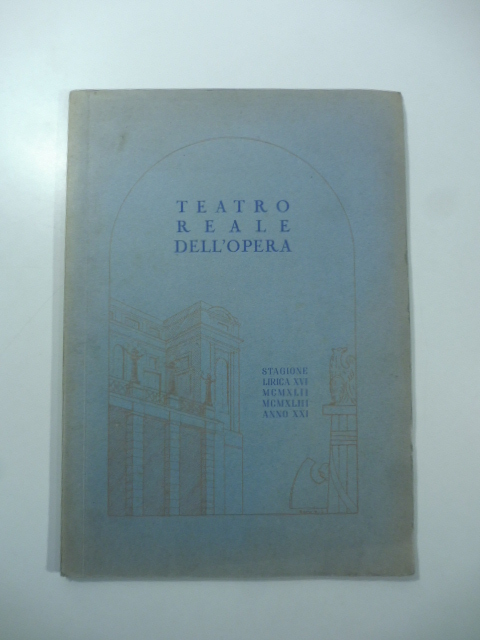 TEATRO
REALE
DELL'OPERA
STAGIONE
LIRICA XVI
MCMXLII
MCMXLIII
ANNO XXI